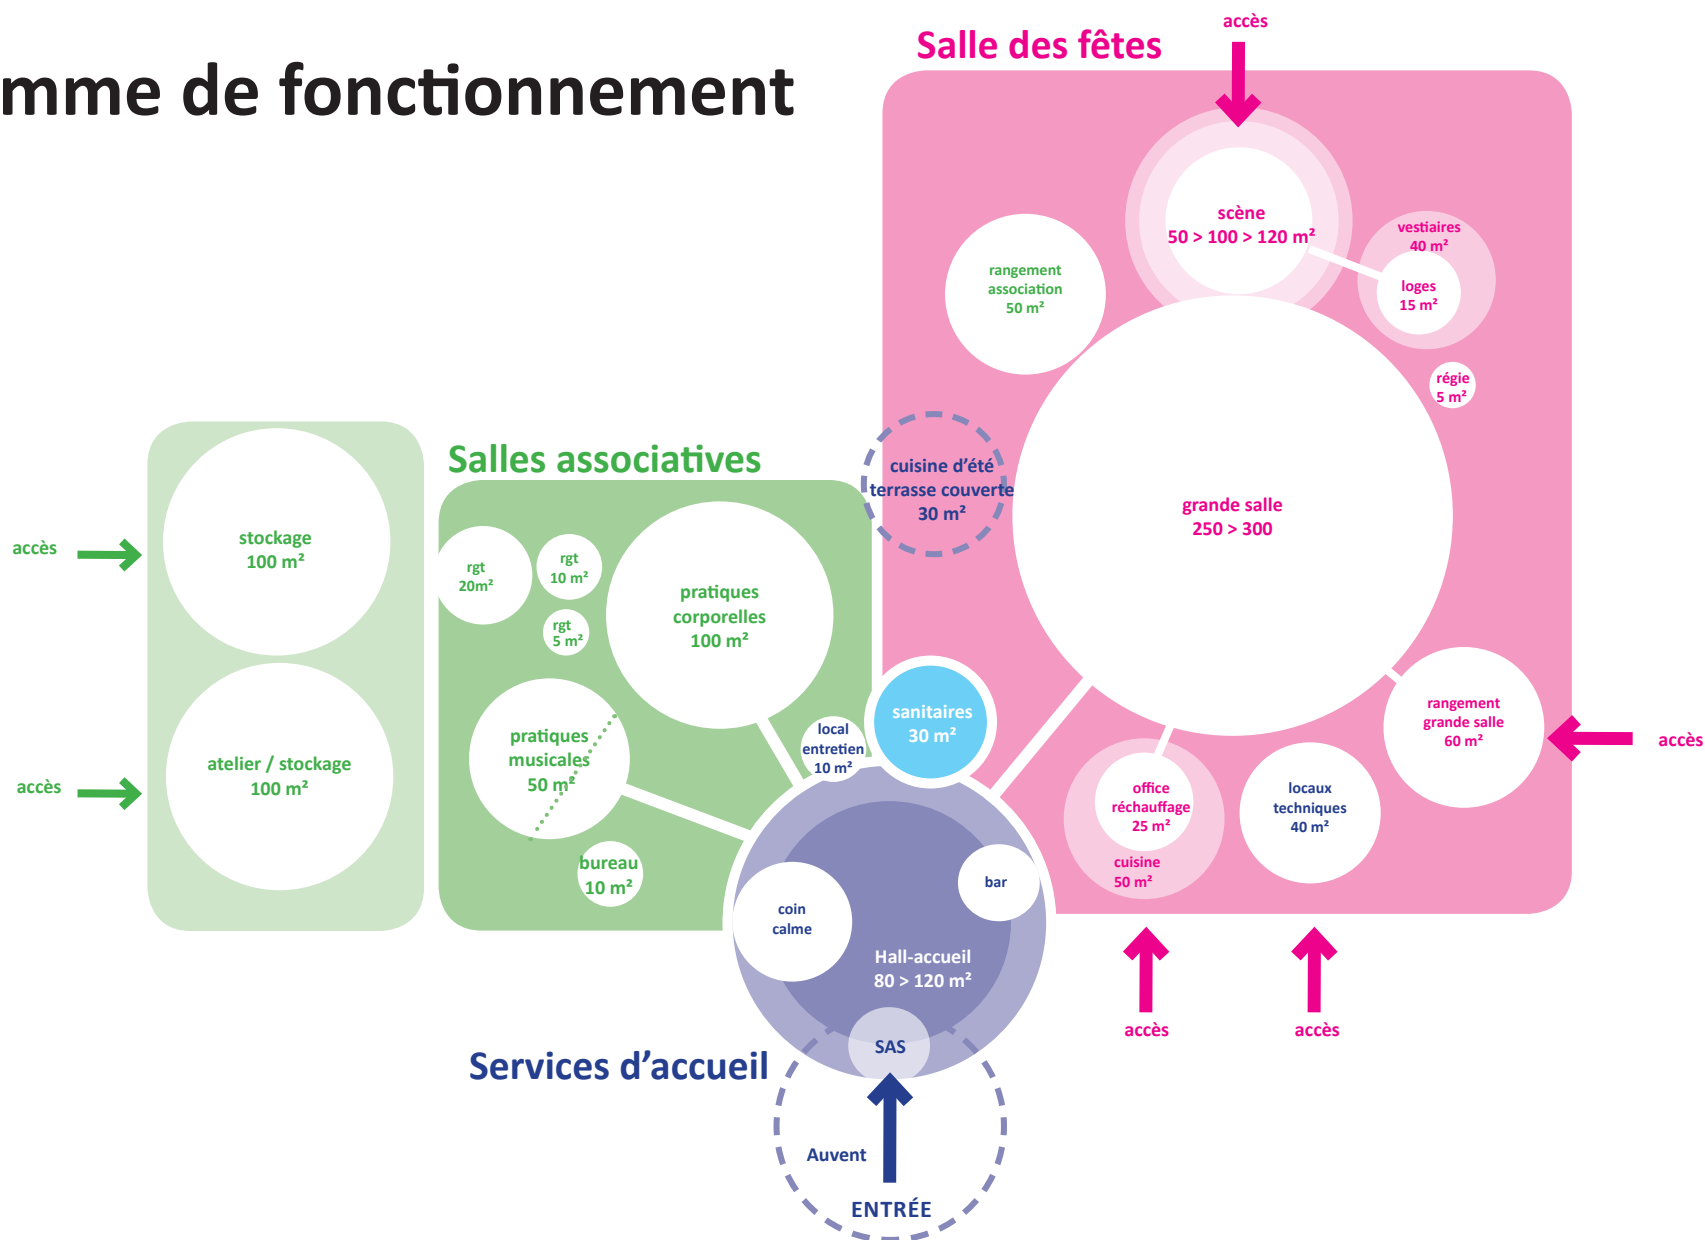 mme de fonctionnement
Salle des fêtes
accès
scène
50 > 100 > 120 m²
vestiaires
40 m²
loges
15 m²
rangement
association
50 m²
régie
5 m²
grande salle
250 > 300
cuisine d’été
terrasse couverte
30 m²
Salles associatives
accès
stockage
100 m²
rgt
20m²
rgt
10 m²
rgt
5 m²
pratiques
corporelles
100 m²
accès
atelier / stockage
100 m²
pratiques
musicales
50 m²
bureau
10 m²
local
entretien
10 m²
sanitaires
30 m²
rangement
grande salle
60 m²
accès
office
réchauffage
25 m²
cuisine
50 m²
locaux
techniques
40 m²
accès
accès
coin
calme
bar
Hall-accueil
80 > 120 m²
SAS
Services d’accueil
Auvent
ENTRÉE